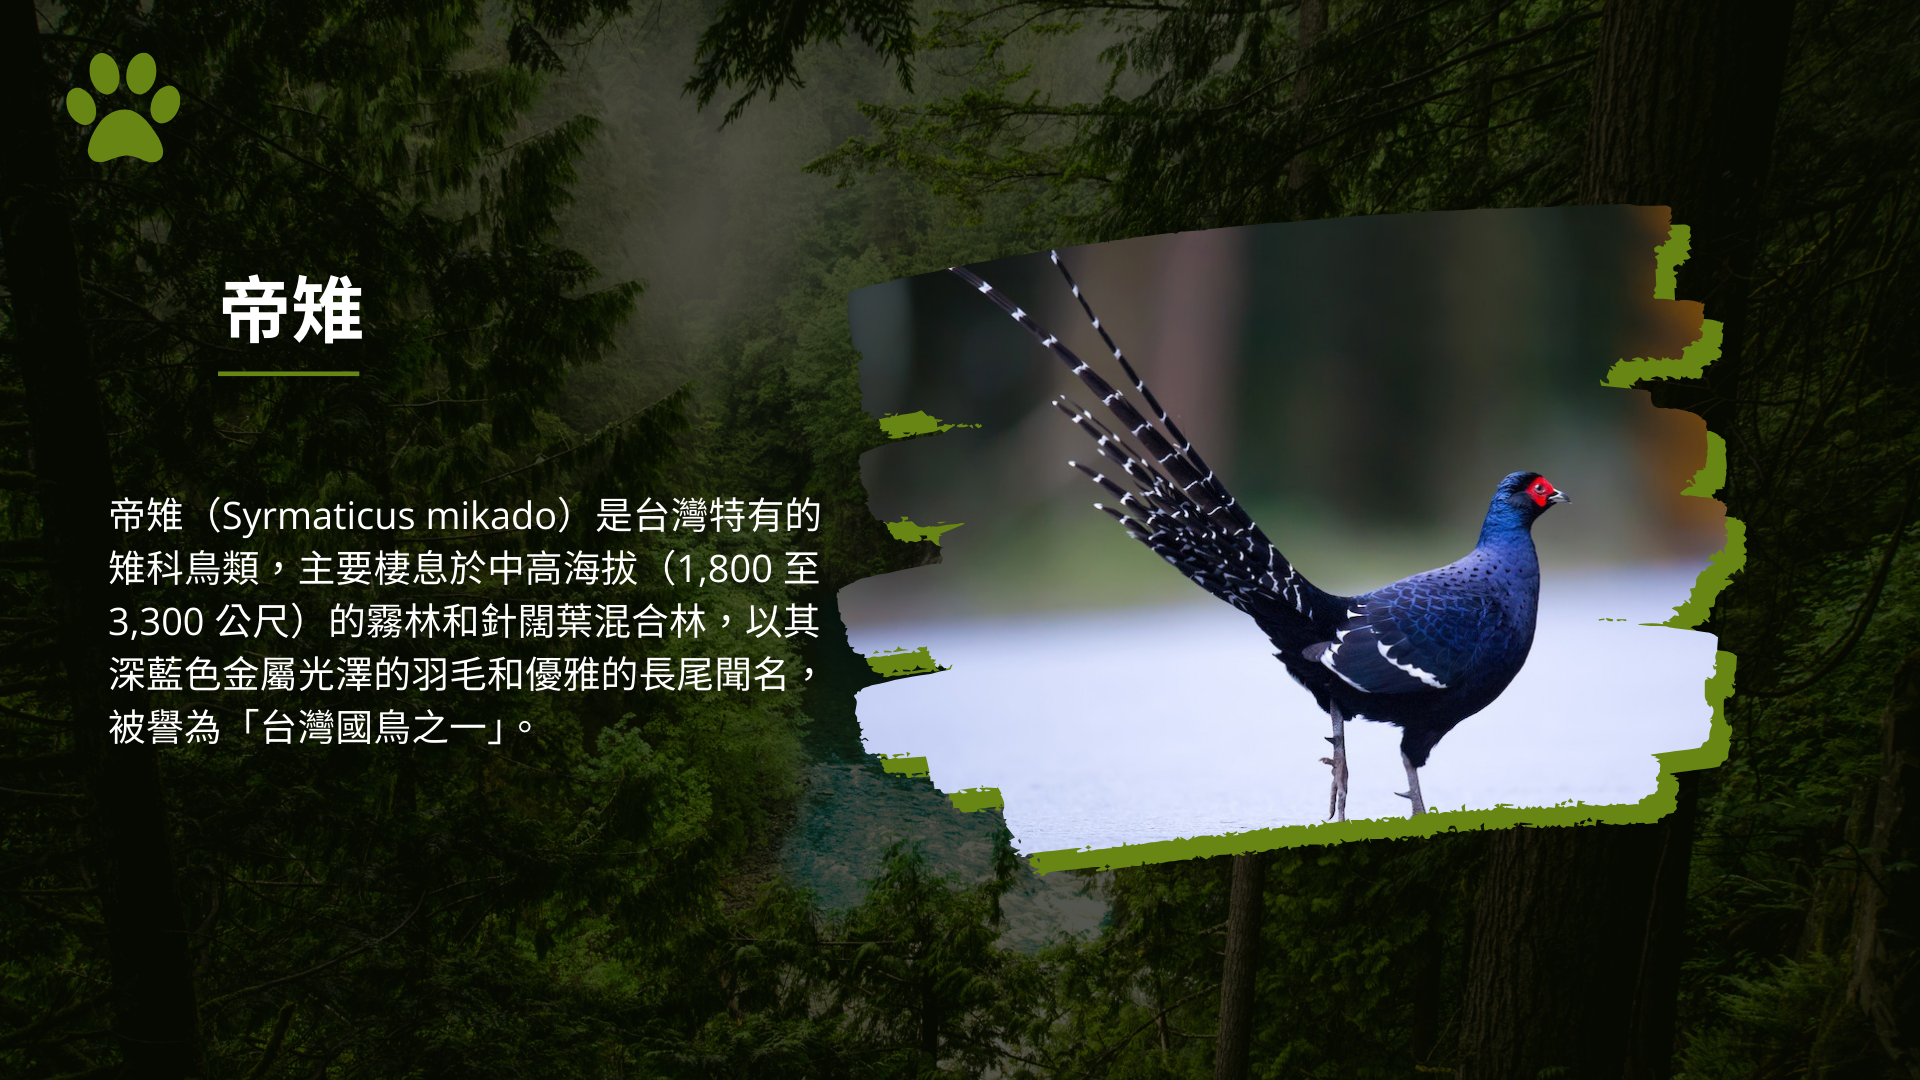 帝雉
帝雉（Syrmaticus mikado）是台灣特有的
雉科鳥類，主要棲息於中高海拔（1,800 至
3,300 公尺）的霧林和針闊葉混合林，以其
深藍色金屬光澤的羽毛和優雅的長尾聞名，
被譽為「台灣國鳥之一」。